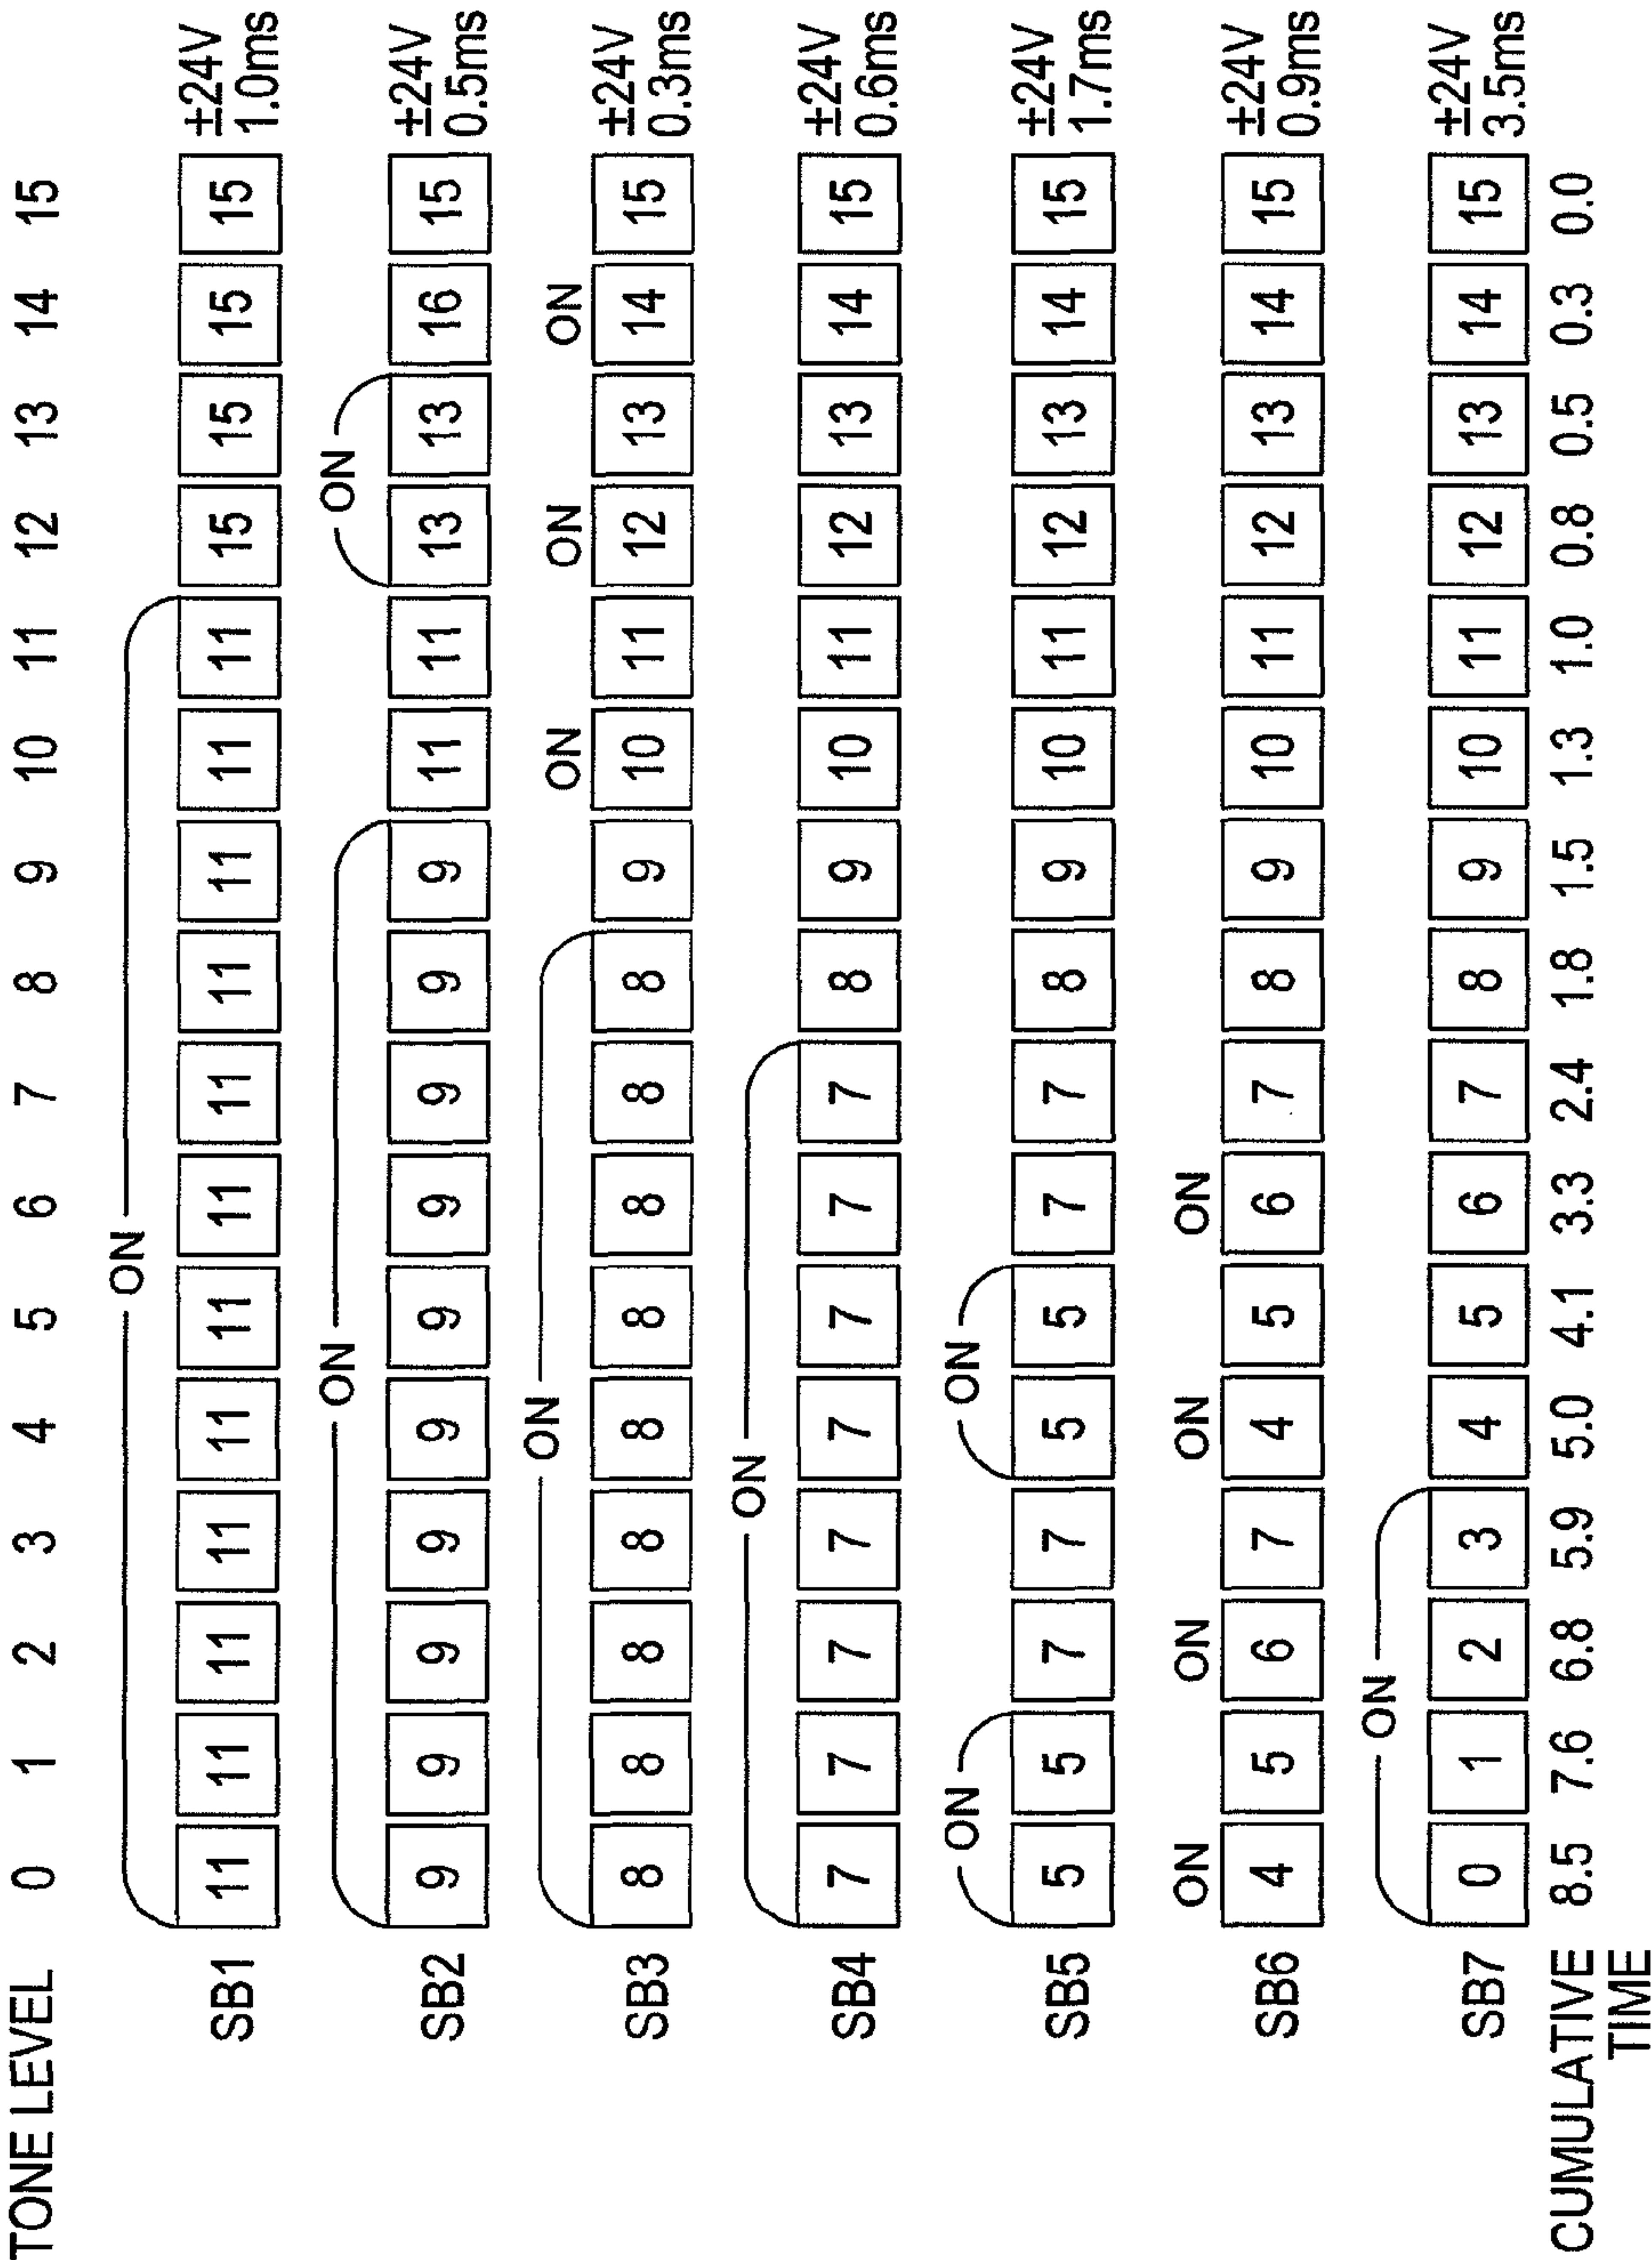 TONE LEVEL 0 1 2 3 4 5 6 7 8 9 10 11 12 13 14 15
ON
SB1 11 11 11 11 11 11 11 11 11 11 11 11 15 15 15 15 ±24V
1.0ms
ON ON
SB2 9 9 9 9 9 9 9 9 9 9 11 11 13 13 16 15 ±24V
0.5ms
ON ON ON ON
SB3 8 8 8 8 8 8 8 8 8 9 10 11 12 13 14 15 ±24V
0.3ms
ON
SB4 7 7 7 7 7 7 7 7 8 9 10 11 12 13 14 15 ±24V
0.6ms
ON ON
SB5 5 5 7 7 5 5 7 7 8 9 10 11 12 13 14 15 ±24V
1.7ms
ON ON ON ON
SB6 4 5 6 7 4 5 6 7 8 9 10 11 12 13 14 15 ±24V
0.9ms
ON
SB7 0 1 2 3 4 5 6 7 8 9 10 11 12 13 14 15 ±24V
3.5ms
CUMULATIVE 8.5 7.6 6.8 5.9 5.0 4.1 3.3 2.4 1.8 1.5 1.3 1.0 0.8 0.5 0.3 0.0
TIME